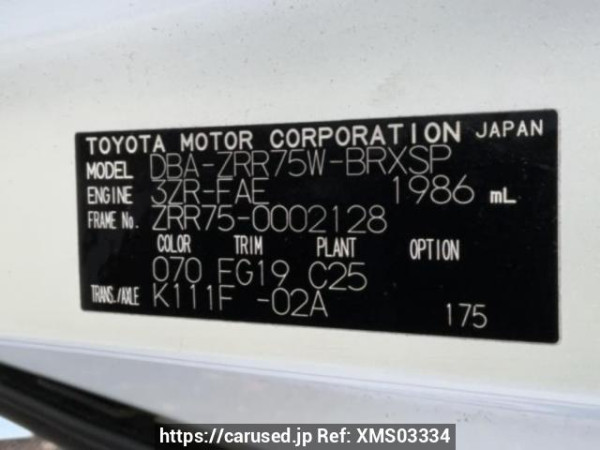 TOYOTA MOTOR CORPORATION JAPAN
MODEL DBA-ZRR75W-BRXSP
ENGINE 3ZR-FAE 1986 mL
FRAME No. ZRR75-0002128
COLOR TRIM PLANT OPTION
070 FG19 C25
TRANS./AXLE K111F -02A
175
https://carused.jp Ref: XMS03334